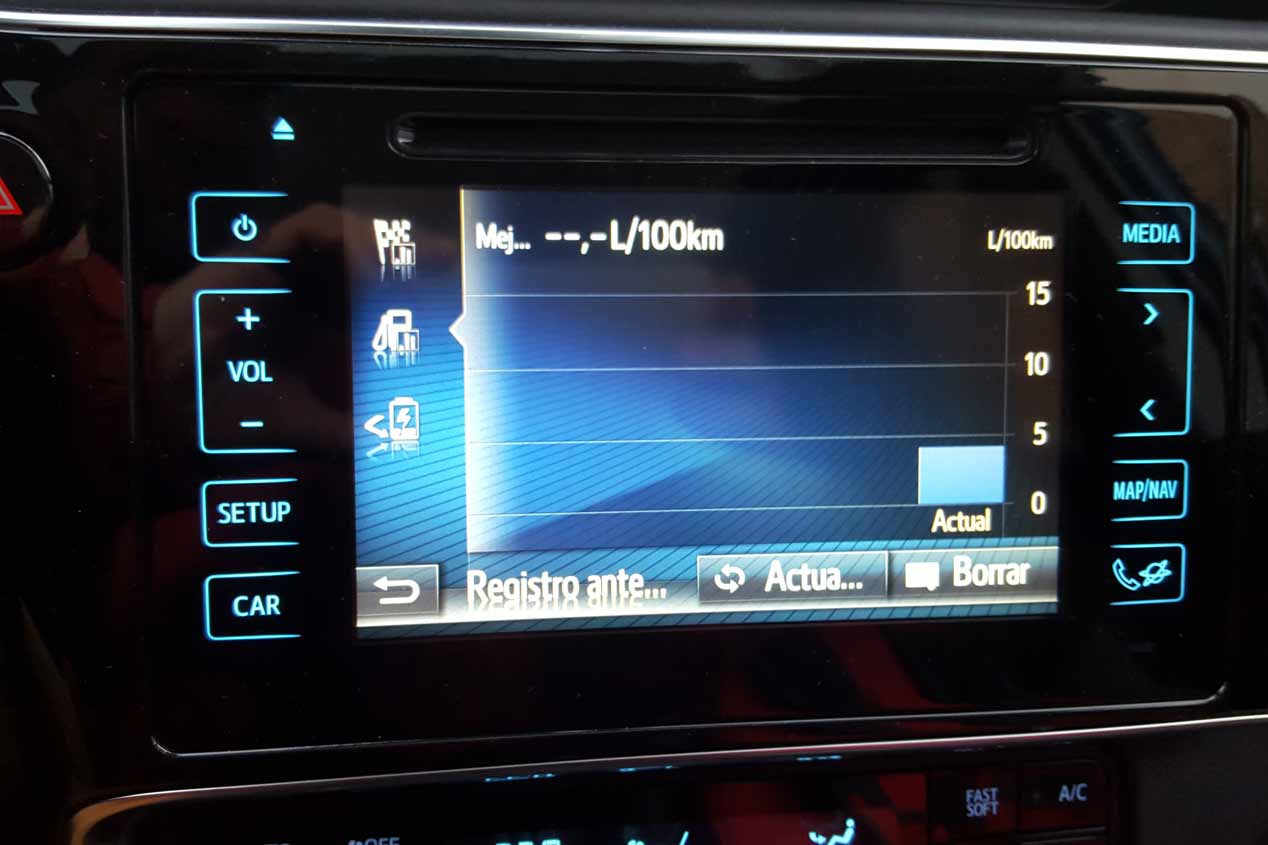 Mej... --,- L/100km
L/100km
15
10
5
0
Actual
Registro ante...
Actua...
Borrar
+
VOL
-
SETUP
CAR
MEDIA
>
<
MAP/NAV
FAST
SOFT
A/C
OFF